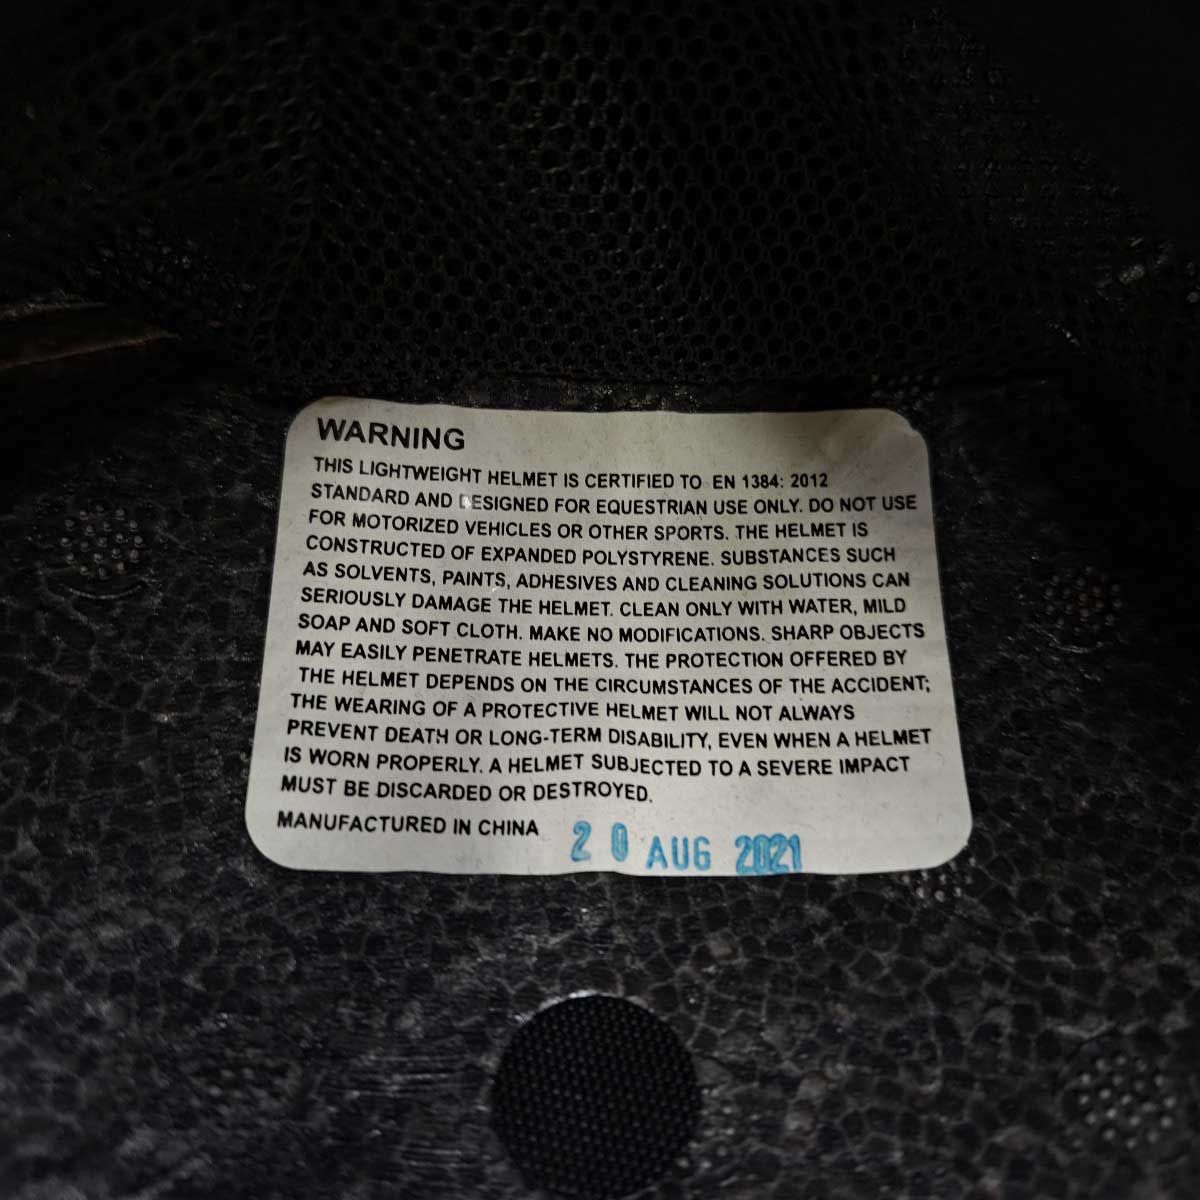 WARNING
THIS LIGHTWEIGHT HELMET IS CERTIFIED TO EN 1384: 2012
STANDARD AND DESIGNED FOR EQUESTRIAN USE ONLY. DO NOT USE
FOR MOTORIZED VEHICLES OR OTHER SPORTS. THE HELMET IS
CONSTRUCTED OF EXPANDED POLYSTYRENE. SUBSTANCES SUCH
AS SOLVENTS, PAINTS, ADHESIVES AND CLEANING SOLUTIONS CAN
SERIOUSLY DAMAGE THE HELMET. CLEAN ONLY WITH WATER, MILD
SOAP AND SOFT CLOTH. MAKE NO MODIFICATIONS. SHARP OBJECTS
MAY EASILY PENETRATE HELMETS. THE PROTECTION OFFERED BY
THE HELMET DEPENDS ON THE CIRCUMSTANCES OF THE ACCIDENT;
THE WEARING OF A PROTECTIVE HELMET WILL NOT ALWAYS
PREVENT DEATH OR LONG-TERM DISABILITY, EVEN WHEN A HELMET
IS WORN PROPERLY. A HELMET SUBJECTED TO A SEVERE IMPACT
MUST BE DISCARDED OR DESTROYED.
MANUFACTURED IN CHINA 20 AUG 2021